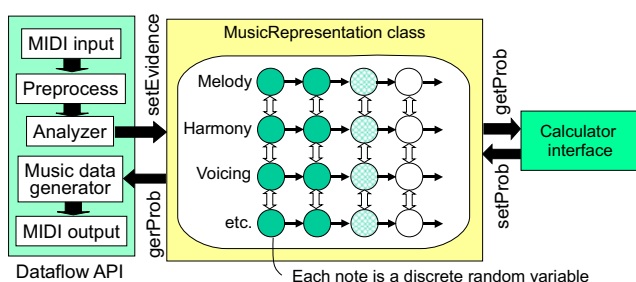 MIDI input
Preprocess
Analyzer
Music data
generator
MIDI output
Dataflow API
setEvidence
gerProb
MusicRepresentation class
Melody
Harmony
Voicing
etc.
getProb
setProb
Calculator
interface
Each note is a discrete random variable